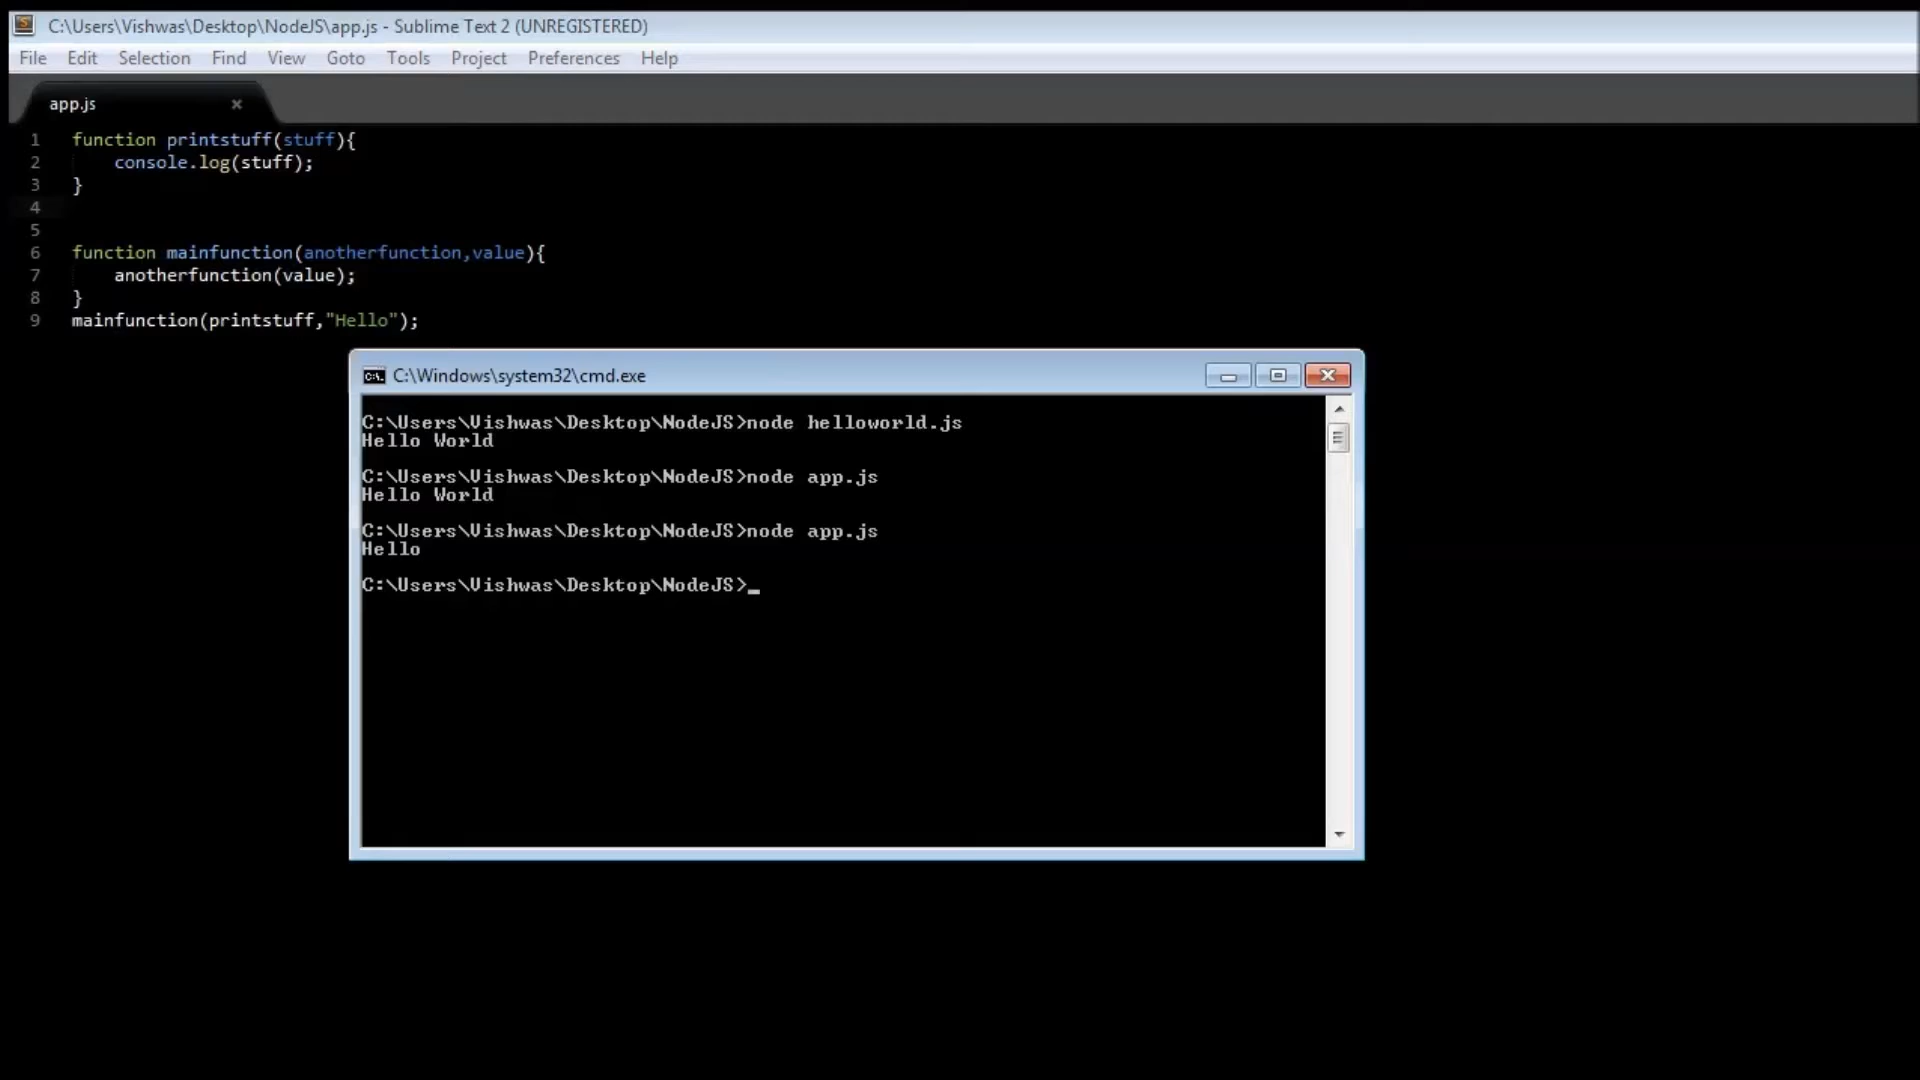 C:\Users\Vishwas\Desktop\NodeJS\app.js - Sublime Text 2 (UNREGISTERED)
File Edit Selection Find View Goto Tools Project Preferences Help
app.js
1 function printstuff(stuff){
2     console.log(stuff);
3 }
4
5
6 function mainfunction(anotherfunction,value){
7     anotherfunction(value);
8 }
9 mainfunction(printstuff,"Hello");
C:\Windows\system32\cmd.exe
C:\Users\Vishwas\Desktop\NodeJS>node helloworld.js
Hello World
C:\Users\Vishwas\Desktop\NodeJS>node app.js
Hello World
C:\Users\Vishwas\Desktop\NodeJS>node app.js
Hello
C:\Users\Vishwas\Desktop\NodeJS>_